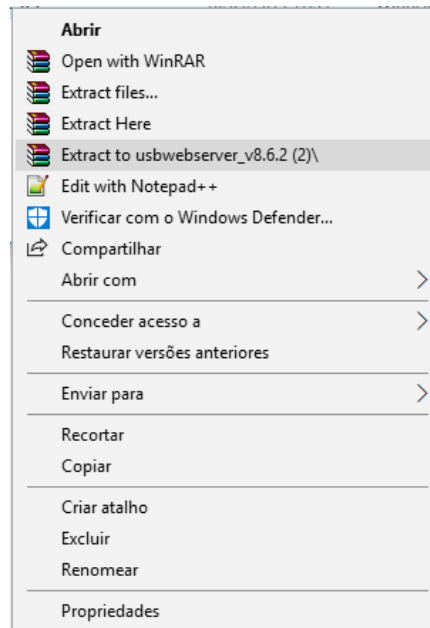 Abrir
Open with WinRAR
Extract files...
Extract Here
Extract to usbwebserver_v8.6.2 (2)\
Edit with Notepad++
Verificar com o Windows Defender...
Compartilhar
Abrir com
Conceder acesso a
Restaurar versões anteriores
Enviar para
Recortar
Copiar
Criar atalho
Excluir
Renomear
Propriedades